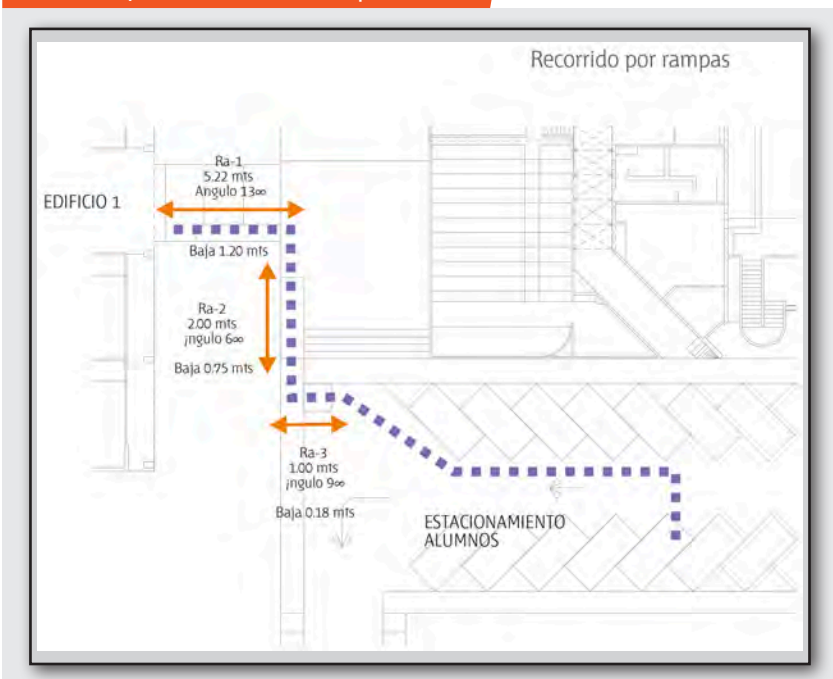 Recorrido por rampas
Ra-1
5.22 mts
Angulo 13∞
EDIFICIO 1
Baja 1.20 mts
Ra-2
2.00 mts
¡ngulo 6∞
Baja 0.75 mts
Ra-3
1.00 mts
¡ngulo 9∞
Baja 0.18 mts
ESTACIONAMIENTO
ALUMNOS